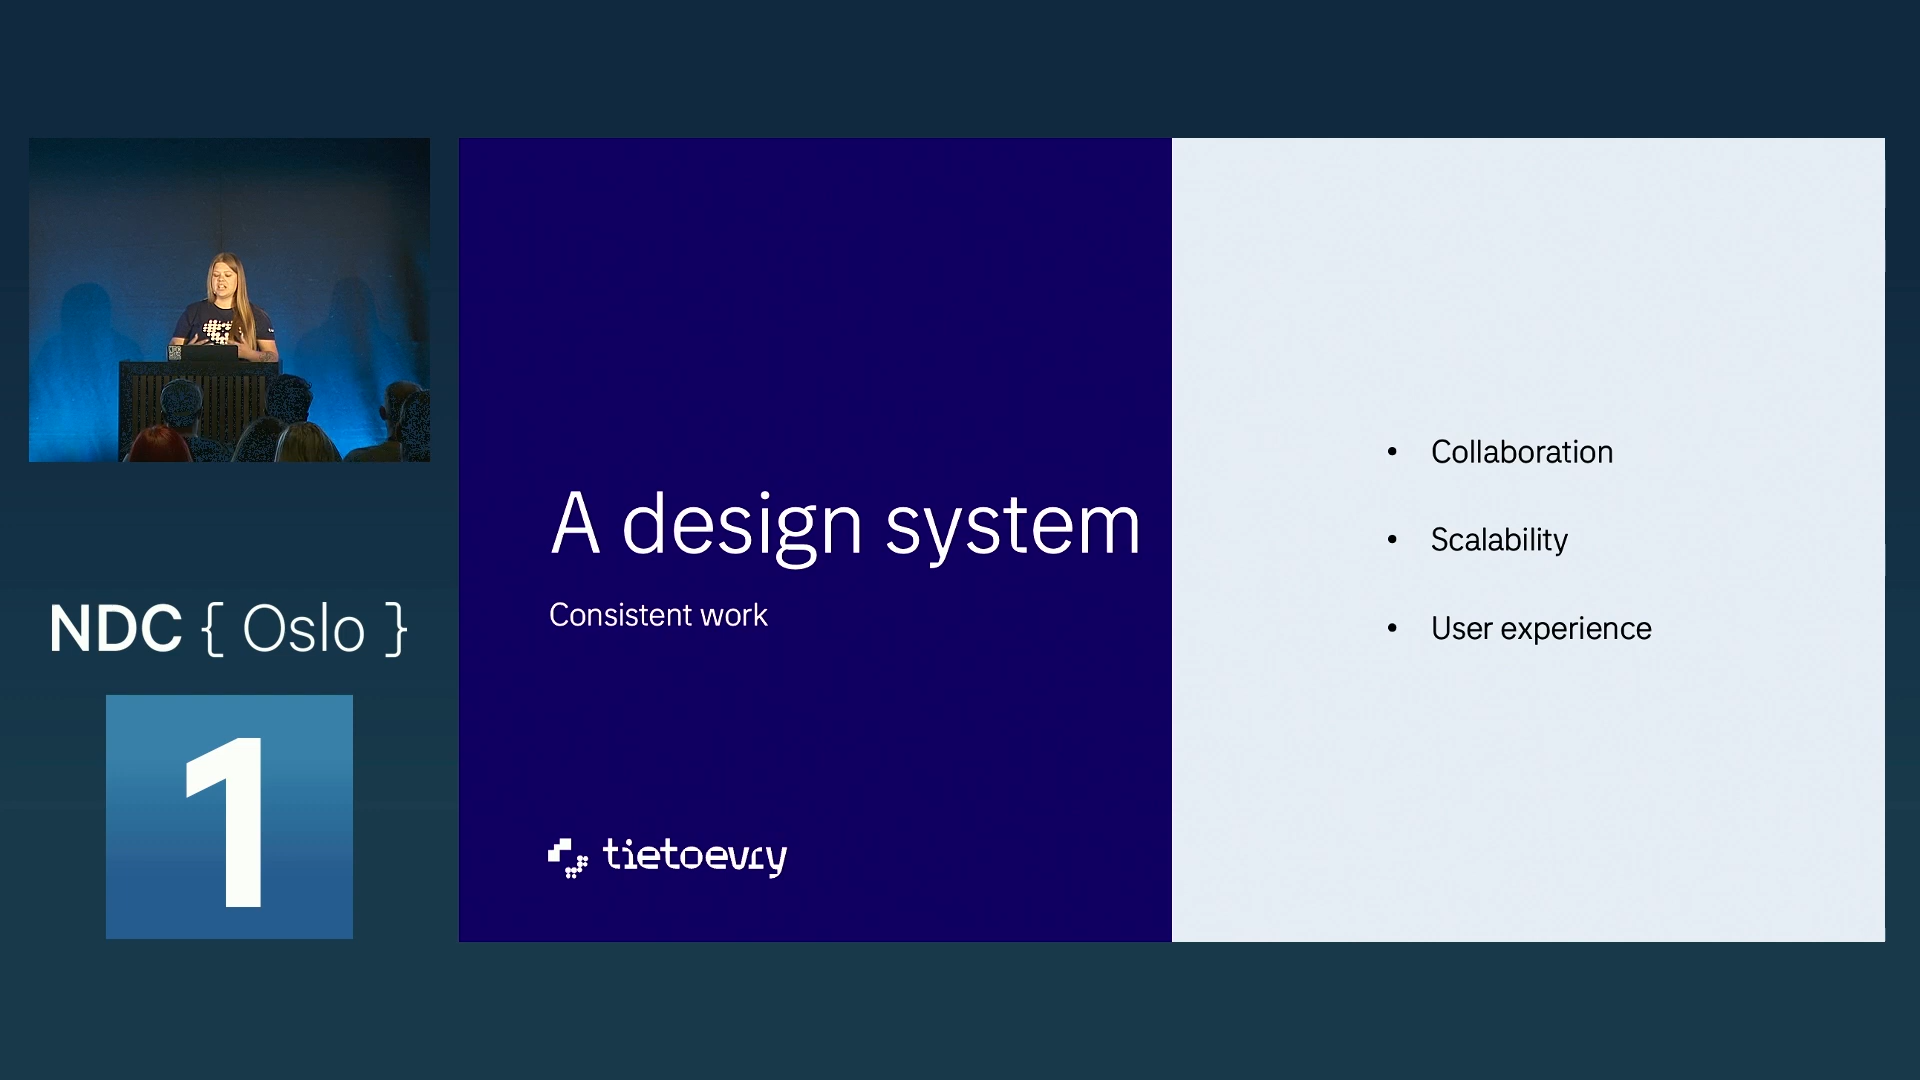 NDC { Oslo }
1
A design system
Consistent work
tietoevry
• Collaboration
• Scalability
• User experience